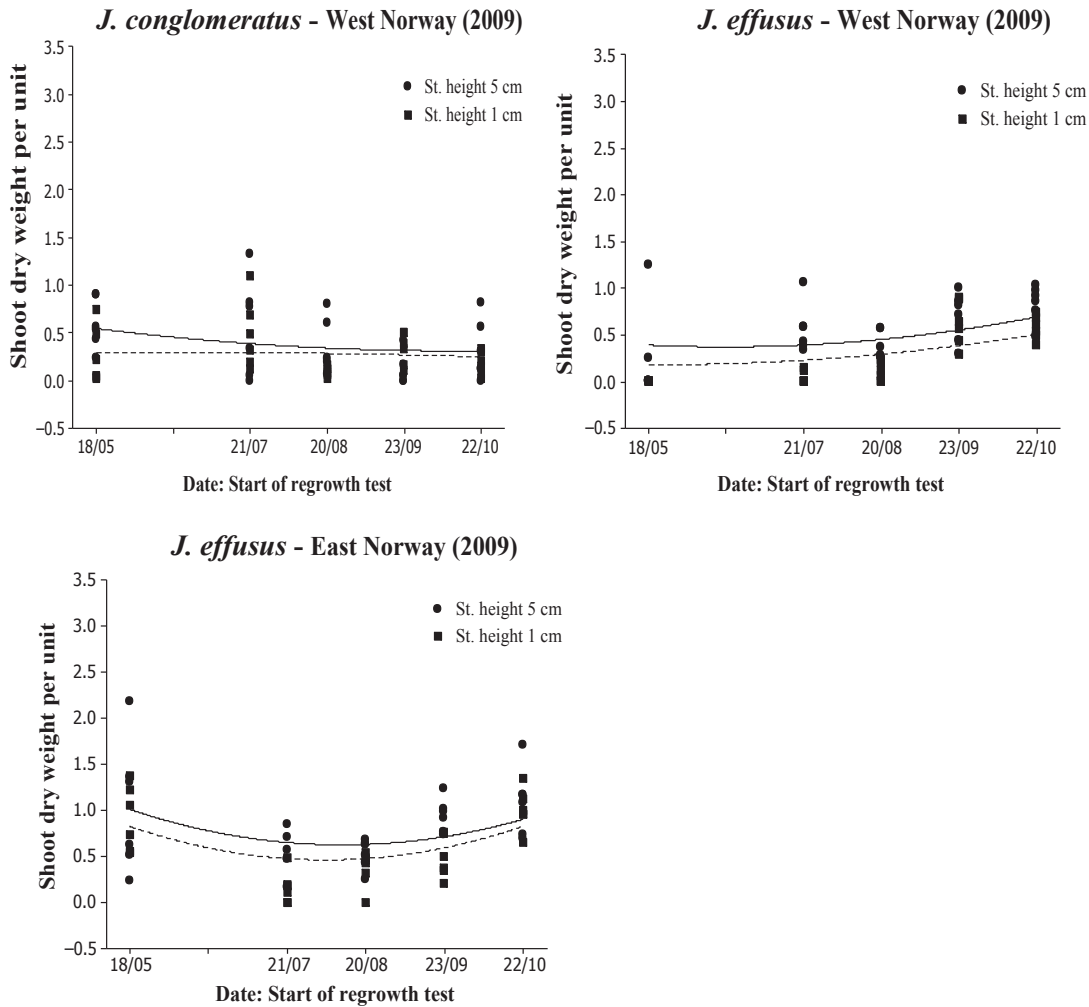 J. conglomeratus - West Norway (2009)
Shoot dry weight per unit
3.5
3.0
2.5
2.0
1.5
1.0
0.5
0.0
–0.5
St. height 5 cm
St. height 1 cm
18/05
21/07
20/08
23/09
22/10
Date: Start of regrowth test
J. effusus - West Norway (2009)
Shoot dry weight per unit
3.5
3.0
2.5
2.0
1.5
1.0
0.5
0.0
–0.5
St. height 5 cm
St. height 1 cm
18/05
21/07
20/08
23/09
22/10
Date: Start of regrowth test
J. effusus - East Norway (2009)
Shoot dry weight per unit
3.5
3.0
2.5
2.0
1.5
1.0
0.5
0.0
–0.5
St. height 5 cm
St. height 1 cm
18/05
21/07
20/08
23/09
22/10
Date: Start of regrowth test